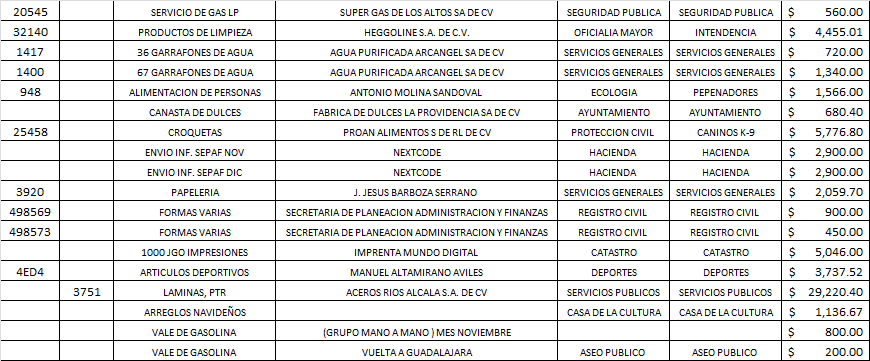 20545 SERVICIO DE GAS LP SUPER GAS DE LOS ALTOS SA DE CV SEGURIDAD PUBLICA SEGURIDAD PUBLICA $ 560.00
32140 PRODUCTOS DE LIMPIEZA HEGGOLINE S.A. DE C.V. OFICIALIA MAYOR INTENDENCIA $ 4,455.01
1417 36 GARRAFONES DE AGUA AGUA PURIFICADA ARCANGEL SA DE CV SERVICIOS GENERALES SERVICIOS GENERALES $ 720.00
1400 67 GARRAFONES DE AGUA AGUA PURIFICADA ARCANGEL SA DE CV SERVICIOS GENERALES SERVICIOS GENERALES $ 1,340.00
948 ALIMENTACION DE PERSONAS ANTONIO MOLINA SANDOVAL ECOLOGIA PEPENADORES $ 1,566.00
CANASTA DE DULCES FABRICA DE DULCES LA PROVIDENCIA SA DE CV AYUNTAMIENTO AYUNTAMIENTO $ 680.40
25458 CROQUETAS PROAN ALIMENTOS S DE RL DE CV PROTECCION CIVIL CANINOS K-9 $ 5,776.80
ENVIO INF. SEPAF NOV NEXTCODE HACIENDA HACIENDA $ 2,900.00
ENVIO INF. SEPAF DIC NEXTCODE HACIENDA HACIENDA $ 2,900.00
3920 PAPELERIA J. JESUS BARBOZA SERRANO SERVICIOS GENERALES SERVICIOS GENERALES $ 2,059.70
498569 FORMAS VARIAS SECRETARIA DE PLANEACION ADMINISTRACION Y FINANZAS REGISTRO CIVIL REGISTRO CIVIL $ 900.00
498573 FORMAS VARIAS SECRETARIA DE PLANEACION ADMINISTRACION Y FINANZAS REGISTRO CIVIL REGISTRO CIVIL $ 450.00
1000 JGO IMPRESIONES IMPRENTA MUNDO DIGITAL CATASTRO CATASTRO $ 5,046.00
4ED4 ARTICULOS DEPORTIVOS MANUEL ALTAMIRANO AVILES DEPORTES DEPORTES $ 3,737.52
3751 LAMINAS, PTR ACEROS RIOS ALCALA S.A. DE CV SERVICIOS PUBLICOS SERVICIOS PUBLICOS $ 29,220.40
ARREGLOS NAVIDEÑOS CASA DE LA CULTURA CASA DE LA CULTURA $ 1,136.67
VALE DE GASOLINA (GRUPO MANO A MANO ) MES NOVIEMBRE $ 800.00
VALE DE GASOLINA VUELTA A GUADALAJARA ASEO PUBLICO ASEO PUBLICO $ 200.00